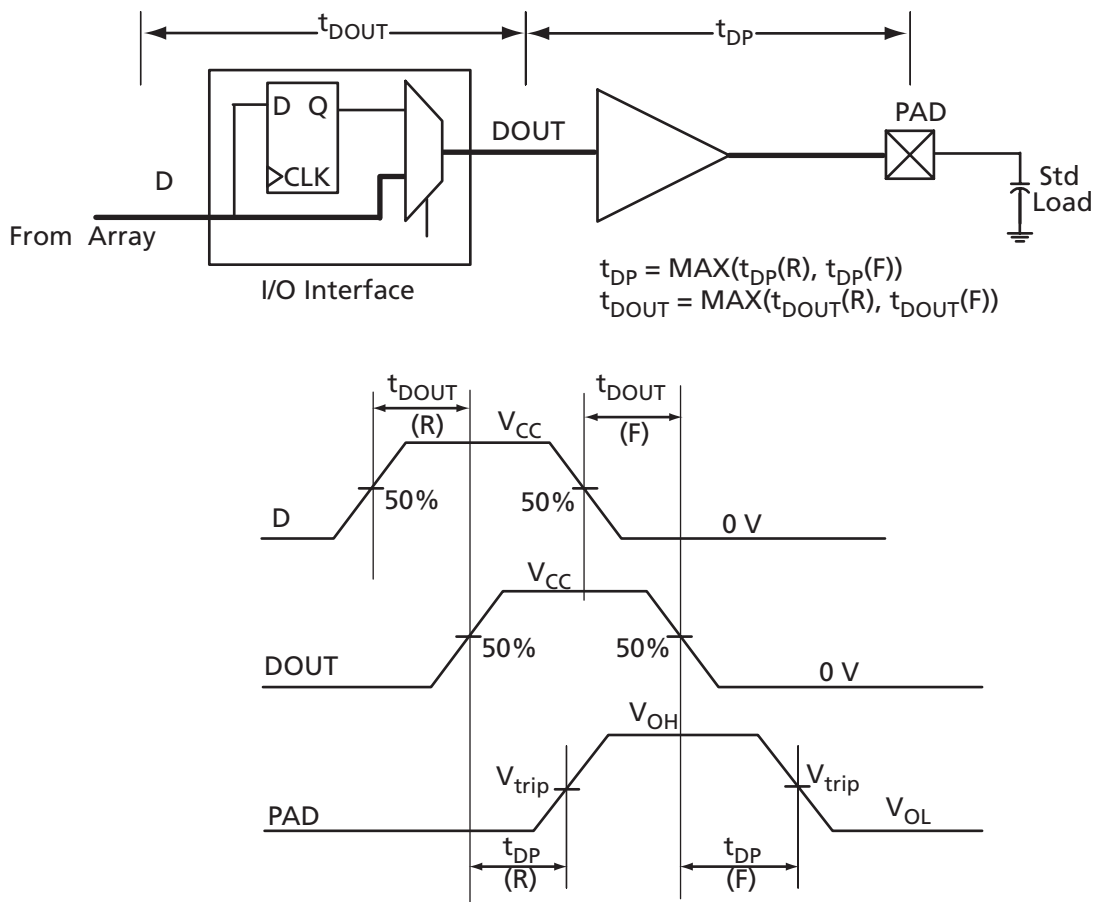 tDOUT
tDP
D Q
CLK
DOUT
PAD
D
From Array
Std
Load
I/O Interface
tDP = MAX(tDP(R), tDP(F))
tDOUT = MAX(tDOUT(R), tDOUT(F))
tDOUT
(R)
VCC
tDOUT
(F)
50%
50%
D
0 V
VCC
50%
50%
DOUT
0 V
VOH
Vtrip
Vtrip
PAD
VOL
tDP
(R)
tDP
(F)